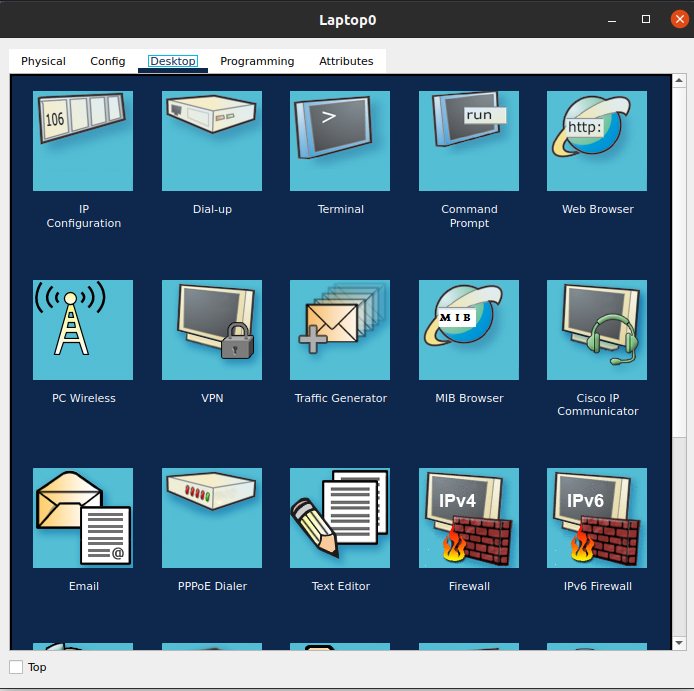 Laptop0
Physical Config Desktop Programming Attributes
106
>
run
http:
IP
Configuration
Dial-up
Terminal
Command
Prompt
Web Browser
MIB
PC Wireless
VPN
Traffic Generator
MIB Browser
Cisco IP
Communicator
@
IPv4
IPv6
Email
PPPoE Dialer
Text Editor
Firewall
IPv6 Firewall
Top